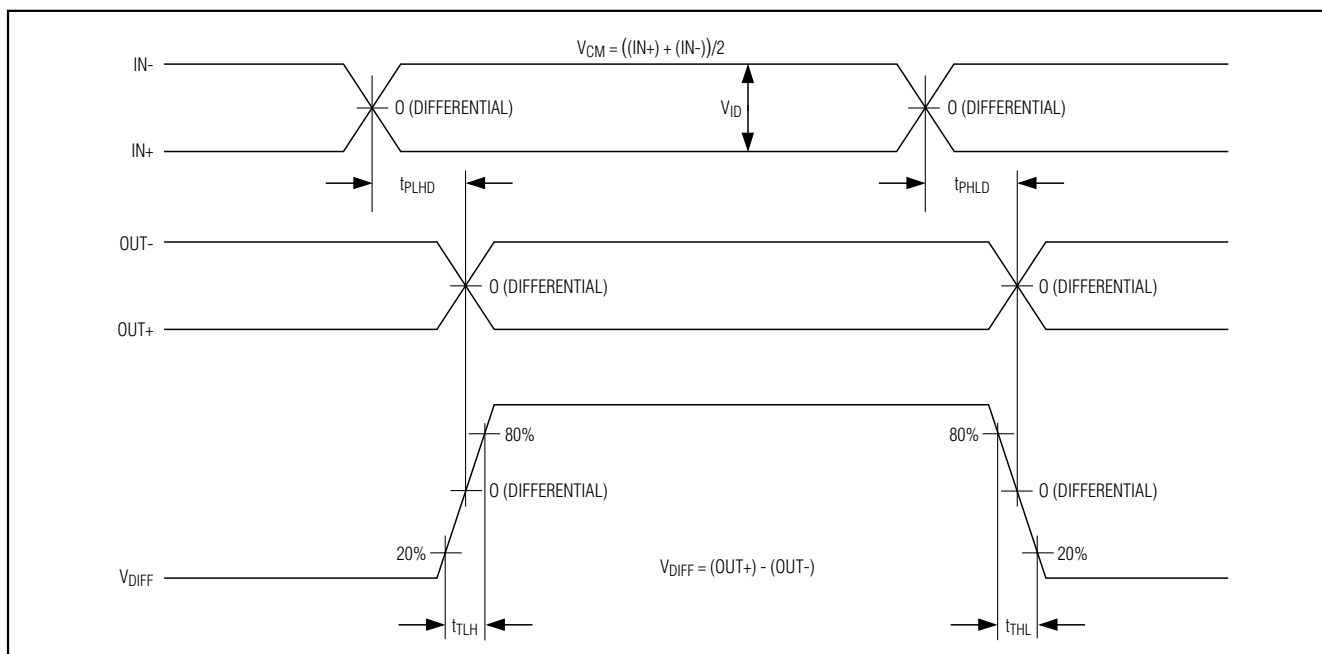 V_CM = ((IN+) + (IN-))/2
IN-
0 (DIFFERENTIAL)
V_ID
0 (DIFFERENTIAL)
IN+
t_PLHD
t_PHLD
OUT-
0 (DIFFERENTIAL)
0 (DIFFERENTIAL)
OUT+
80%
80%
0 (DIFFERENTIAL)
0 (DIFFERENTIAL)
20%
20%
V_DIFF
V_DIFF = (OUT+) - (OUT-)
t_TLH
t_THL